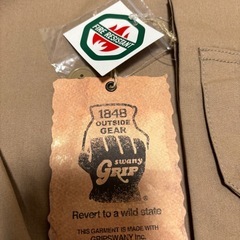 FIRE RESISTANT
1848
OUTSIDE
GEAR
swany
GRIP
Revert to a wild state
THIS GARMENT IS MADE WITH
GRIPSWANY Inc.